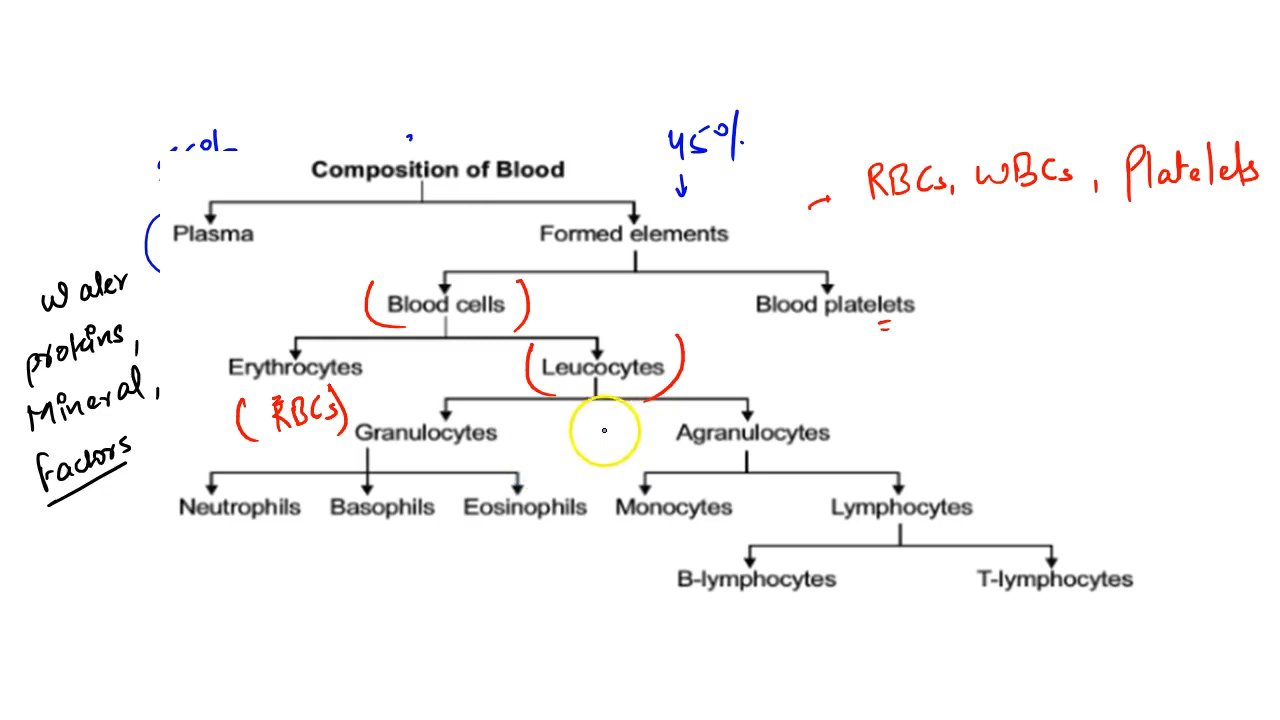 45%
Composition of Blood
RBCs, WBCs, Platelets
Plasma
Formed elements
Water
proteins,
Mineral,
Factors
Blood cells
Blood platelets
Erythrocytes
Leucocytes
(RBCs)
Granulocytes
Agranulocytes
Neutrophils
Basophils
Eosinophils
Monocytes
Lymphocytes
B-lymphocytes
T-lymphocytes